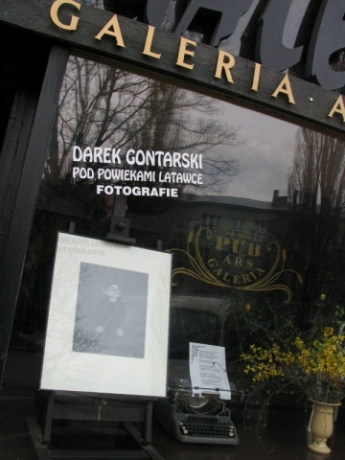 GALERIA · A
DAREK GONTARSKI
POD POWIEKAMI LATAWCE
FOTOGRAFIE
PUB
ARS
GALERIA